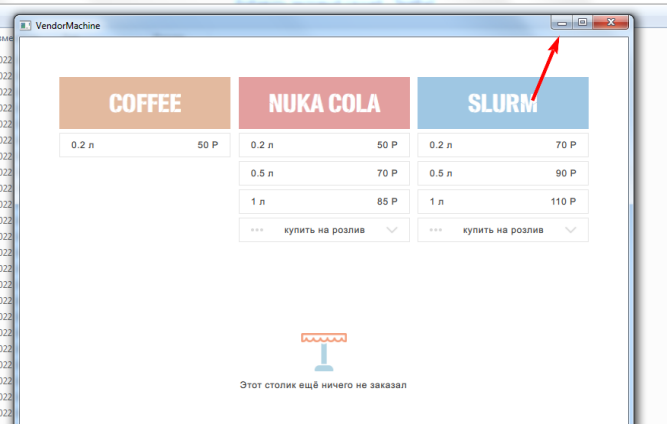 VendorMachine
COFFEE
NUKA COLA
SLURM
0.2 л 50 Р
0.2 л 50 Р
0.2 л 70 Р
0.5 л 70 Р
0.5 л 90 Р
1 л 85 Р
1 л 110 Р
купить на розлив
купить на розлив
Этот столик ещё ничего не заказал